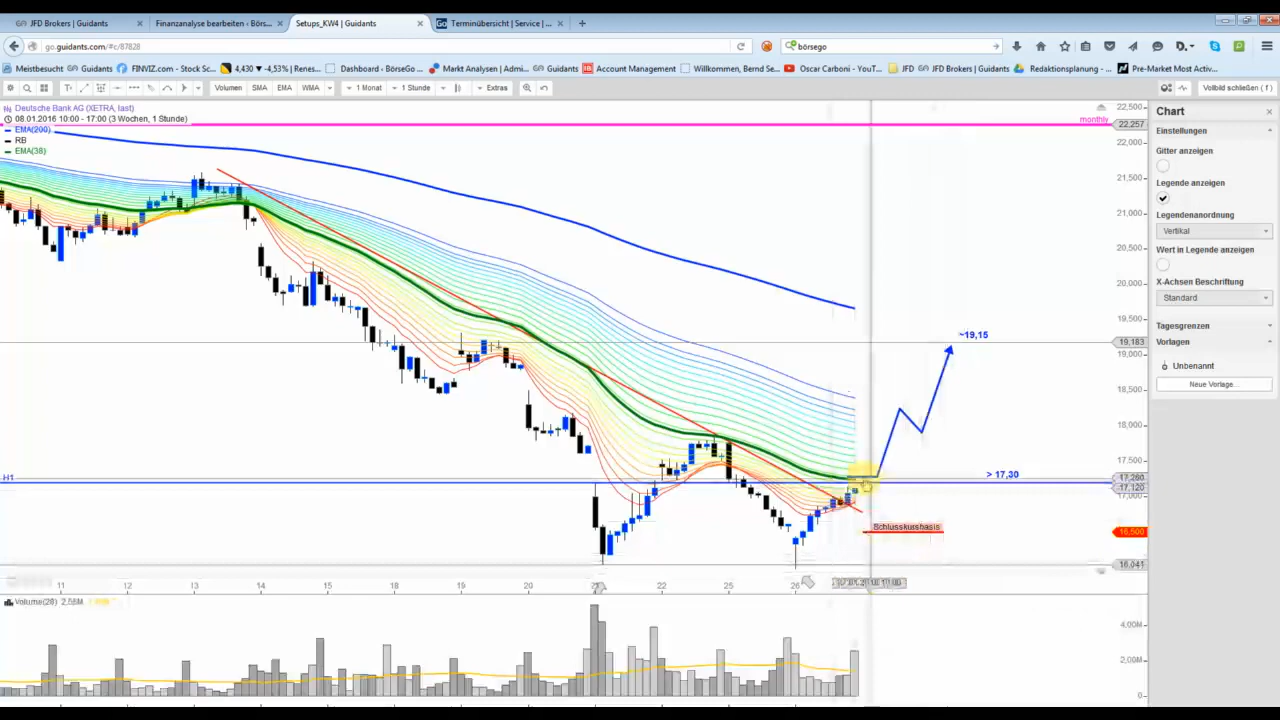 JFD Brokers | Guidants
Finanzanalyse bearbeiten ‹ Börs...
Setups_KW4 | Guidants
Terminübersicht | Service | ...
go.guidants.com/#c/87828
börsego
Meistbesucht
Guidants
FINVIZ.com - Stock Sc...
4,430 ▼ -4,53% | Renes...
Dashboard - BörseGo ...
Markt Analysen | Admi...
Guidants
Account Management
Willkommen, Bernd Se...
Oscar Carboni - YouT...
JFD
JFD Brokers | Guidants
Redaktionsplanung - ...
Pre-Market Most Activ...
Volumen
SMA
EMA
WMA
1 Monat
1 Stunde
Extras
Vollbild schließen ( f )
Deutsche Bank AG (XETRA, last)
08.01.2016 10:00 - 17:00 (3 Wochen, 1 Stunde)
EMA(200)
RB
EMA(38)
monthly
22,500
22,257
22,000
21,500
21,000
20,500
20,000
19,500
19,183
19,000
18,500
18,000
17,500
17,260
17,120
17,000
16,500
16,041
~19,15
> 17,30
H1
Schlusskursbasis
11
12
13
14
15
18
19
20
21
22
25
26
Volume(28) 2,56M
4,00M
2,00M
0
Chart
Einstellungen
Gitter anzeigen
Legende anzeigen
Legendenanordnung
Vertikal
Wert in Legende anzeigen
X-Achsen Beschriftung
Standard
Tagesgrenzen
Vorlagen
Unbenannt
Neue Vorlage...